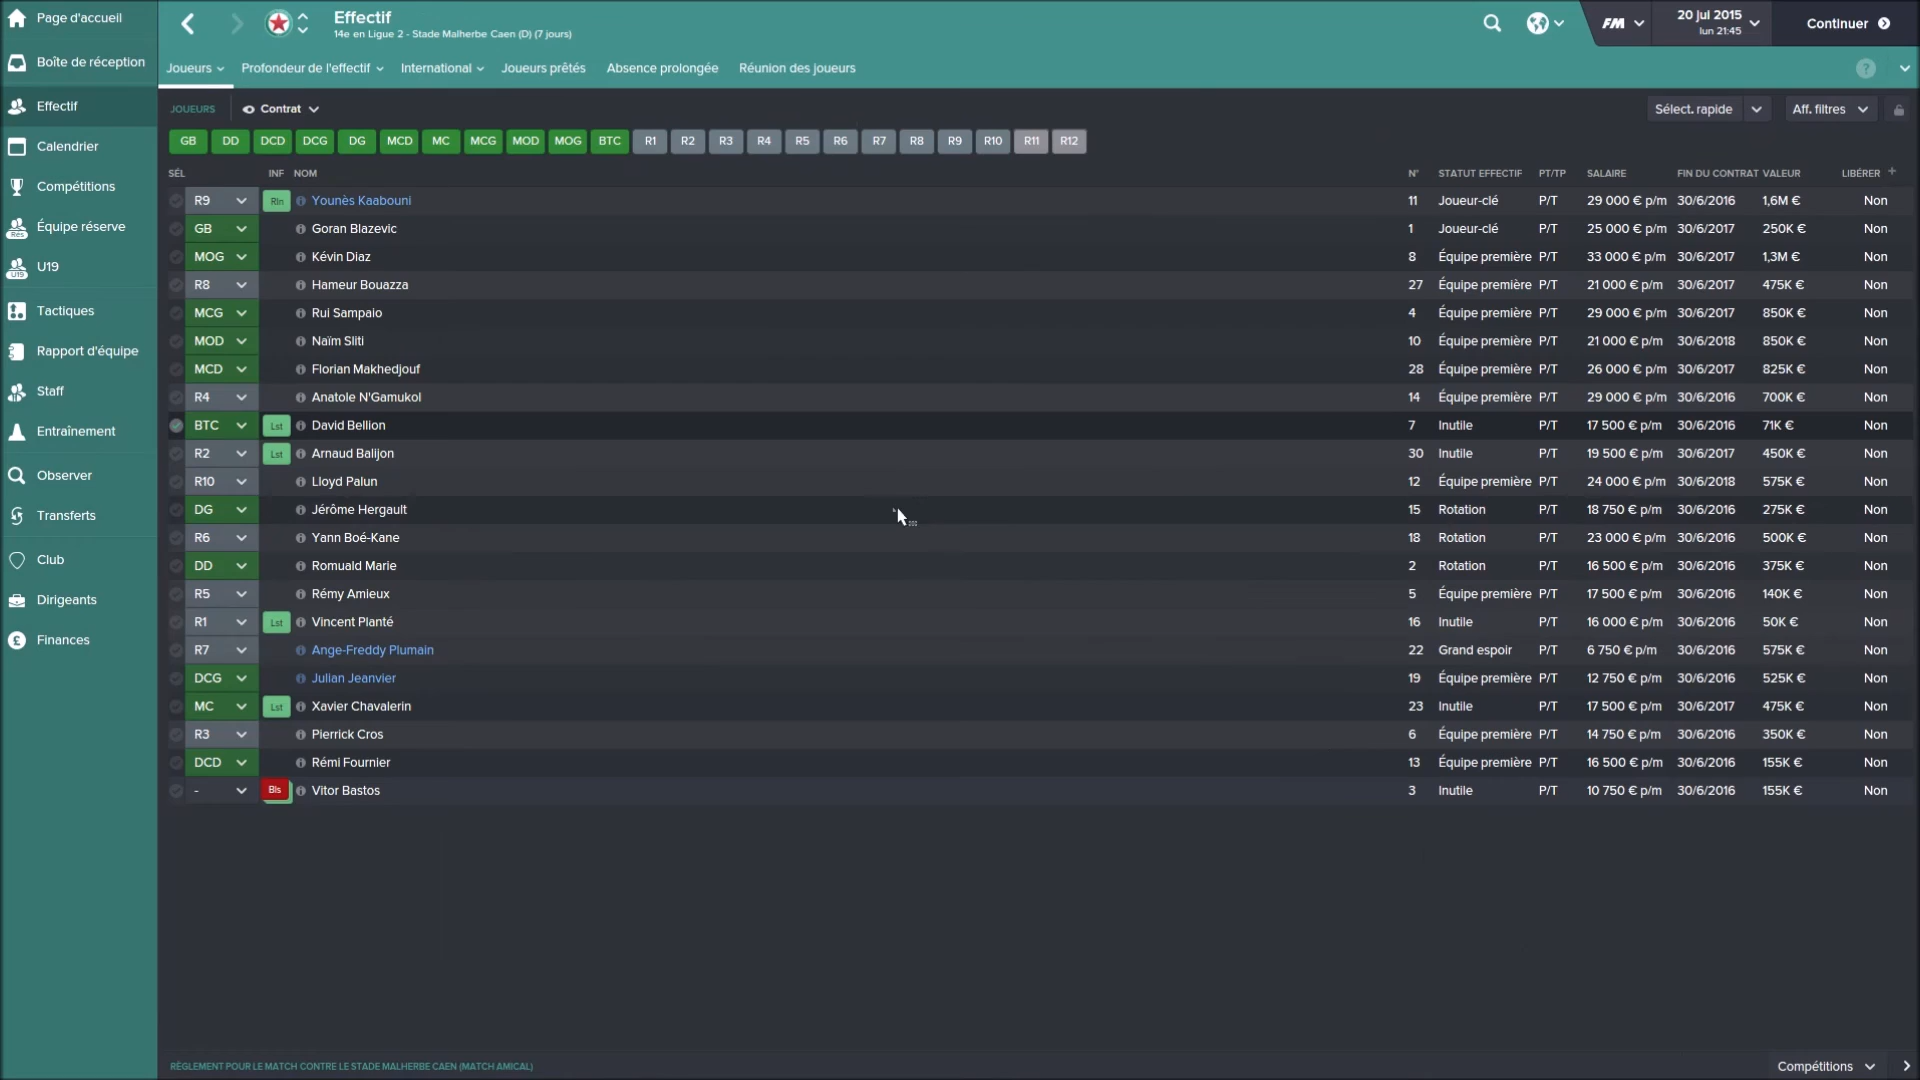 Page d'accueil
Boîte de réception
Effectif
Calendrier
Compétitions
Équipe réserve
U19
Tactiques
Rapport d'équipe
Staff
Entraînement
Observer
Transferts
Club
Dirigeants
Finances
Effectif
14e en Ligue 2 - Stade Malherbe Caen (D) (7 jours)
FM
20 jul 2015
lun 21:45
Continuer
Joueurs Profondeur de l'effectif International Joueurs prêtés Absence prolongée Réunion des joueurs
?
JOUEURS Contrat Sélect. rapide Aff. filtres
GB DD DCD DCG DG MCD MC MCG MOD MOG BTC R1 R2 R3 R4 R5 R6 R7 R8 R9 R10 R11 R12
SÉL INF NOM N° STATUT EFFECTIF PT/TP SALAIRE FIN DU CONTRAT VALEUR LIBÉRER +
R9 RIn Younès Kaabouni 11 Joueur-clé P/T 29 000 € p/m 30/6/2016 1,6M € Non
GB Goran Blazevic 1 Joueur-clé P/T 25 000 € p/m 30/6/2017 250K € Non
MOG Kévin Diaz 8 Équipe première P/T 33 000 € p/m 30/6/2017 1,3M € Non
R8 Hameur Bouazza 27 Équipe première P/T 21 000 € p/m 30/6/2017 475K € Non
MCG Rui Sampaio 4 Équipe première P/T 29 000 € p/m 30/6/2017 850K € Non
MOD Naïm Sliti 10 Équipe première P/T 21 000 € p/m 30/6/2018 850K € Non
MCD Florian Makhedjouf 28 Équipe première P/T 26 000 € p/m 30/6/2017 825K € Non
R4 Anatole N'Gamukol 14 Équipe première P/T 29 000 € p/m 30/6/2016 700K € Non
BTC Lst David Bellion 7 Inutile P/T 17 500 € p/m 30/6/2016 71K € Non
R2 Lst Arnaud Balijon 30 Inutile P/T 19 500 € p/m 30/6/2017 450K € Non
R10 Lloyd Palun 12 Équipe première P/T 24 000 € p/m 30/6/2018 575K € Non
DG Jérôme Hergault 15 Rotation P/T 18 750 € p/m 30/6/2016 275K € Non
R6 Yann Boé-Kane 18 Rotation P/T 23 000 € p/m 30/6/2016 500K € Non
DD Romuald Marie 2 Rotation P/T 16 500 € p/m 30/6/2016 375K € Non
R5 Rémy Amieux 5 Équipe première P/T 17 500 € p/m 30/6/2016 140K € Non
R1 Lst Vincent Planté 16 Inutile P/T 16 000 € p/m 30/6/2016 50K € Non
R7 Ange-Freddy Plumain 22 Grand espoir P/T 6 750 € p/m 30/6/2016 575K € Non
DCG Julian Jeanvier 19 Équipe première P/T 12 750 € p/m 30/6/2016 525K € Non
MC Lst Xavier Chavalerin 23 Inutile P/T 17 500 € p/m 30/6/2017 475K € Non
R3 Pierrick Cros 6 Équipe première P/T 14 750 € p/m 30/6/2016 350K € Non
DCD Rémi Fournier 13 Équipe première P/T 16 500 € p/m 30/6/2016 155K € Non
- Bls Vitor Bastos 3 Inutile P/T 10 750 € p/m 30/6/2016 155K € Non
RÈGLEMENT POUR LE MATCH CONTRE LE STADE MALHERBE CAEN (MATCH AMICAL) Compétitions